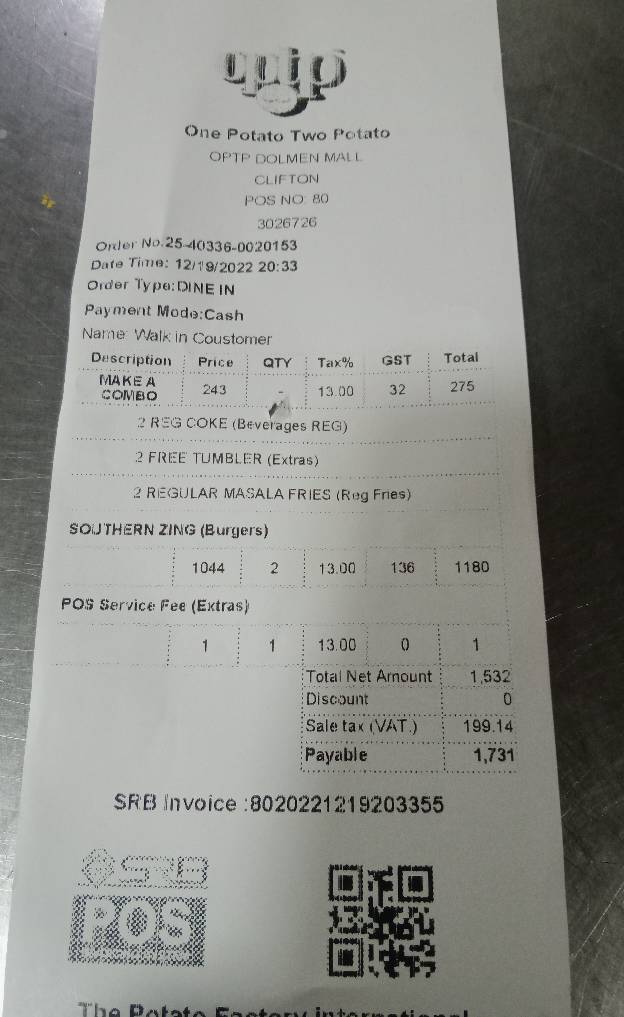 optp
One Potato Two Potato
OPTP DOLMEN MALL
CLIFTON
POS NO: 80
3026726
Order No.25-40336-0020153
Date Time: 12/19/2022 20:33
Order Type:DINE IN
Payment Mode:Cash
Name: Walk in Coustomer
Description Price QTY Tax% GST Total
MAKE A COMBO 243 13.00 32 275
2 REG COKE (Beverages REG)
2 FREE TUMBLER (Extras)
2 REGULAR MASALA FRIES (Reg Fries)
SOUTHERN ZING (Burgers)
1044 2 13.00 136 1180
POS Service Fee (Extras)
1 1 13.00 0 1
Total Net Amount 1,532
Discount 0
Sale tax (VAT.) 199.14
Payable 1,731
SRB Invoice :8020221219203355
SRB
POS
The Potato Factory international